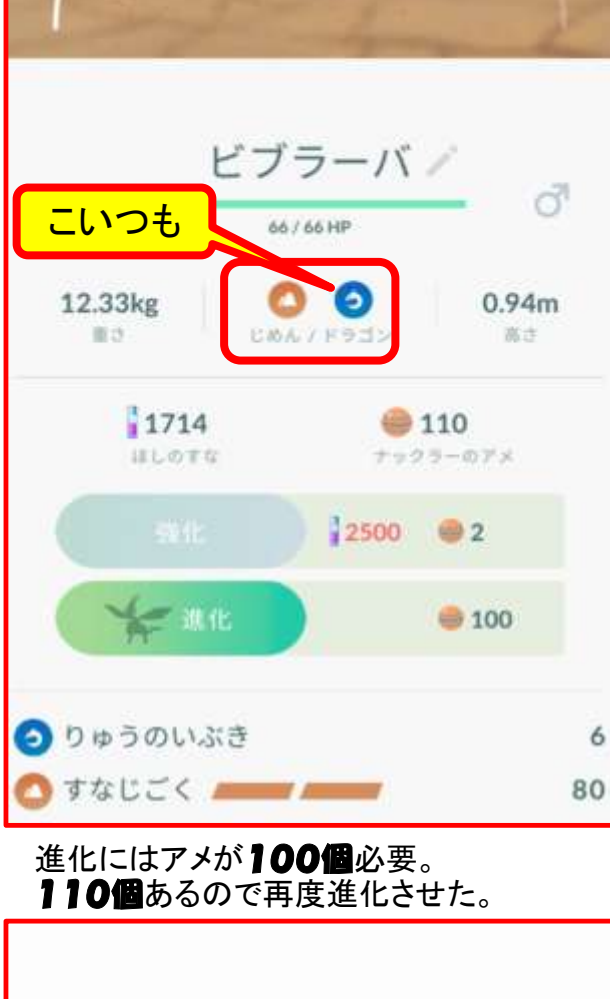 ビブラーバ
こいつも
66 / 66 HP
12.33kg
重さ
じめん / ドラゴン
0.94m
高さ
1714
ほしのすな
110
ナックラーのアメ
強化
2500
2
進化
100
りゅうのいぶき
6
すなじごく
80
進化にはアメが100個必要。
110個あるので再度進化させた。